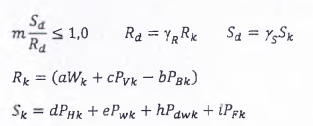 m S_d/R_d ≤ 1,0 R_d = γ_R R_k S_d = γ_S S_k
R_k = (aW_k + cP_Vk − bP_Bk)
S_k = dP_Hk + eP_wk + hP_dwk + iP_Fk